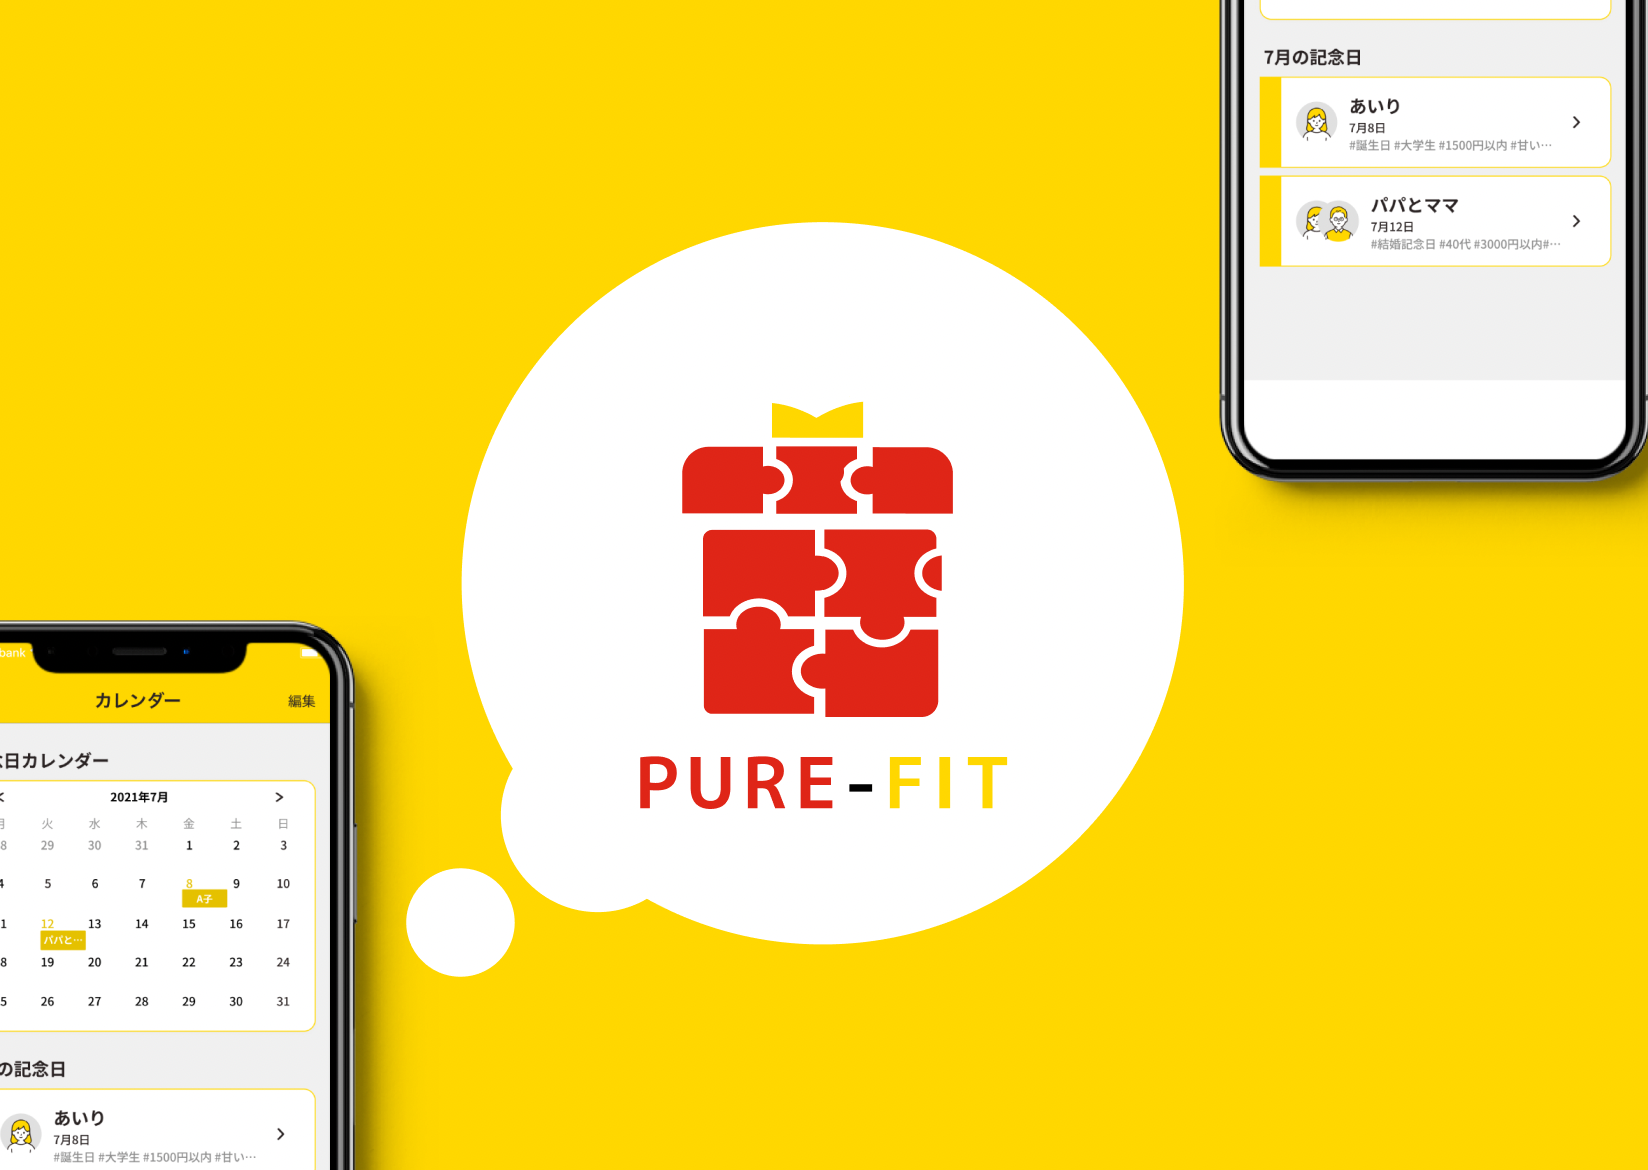 7月の記念日
あいり
7月8日
#誕生日 #大学生 #1500円以内 #甘い…
パパとママ
7月12日
#結婚記念日 #40代 #3000円以内#…
PURE-FIT
bank
カレンダー 編集
日カレンダー
2021年7月
火 水 木 金 土 日
8 29 30 31 1 2 3
4 5 6 7 8 9 10
A子
1 12 13 14 15 16 17
パパと…
8 19 20 21 22 23 24
5 26 27 28 29 30 31
の記念日
あいり
7月8日
#誕生日 #大学生 #1500円以内 #甘い…